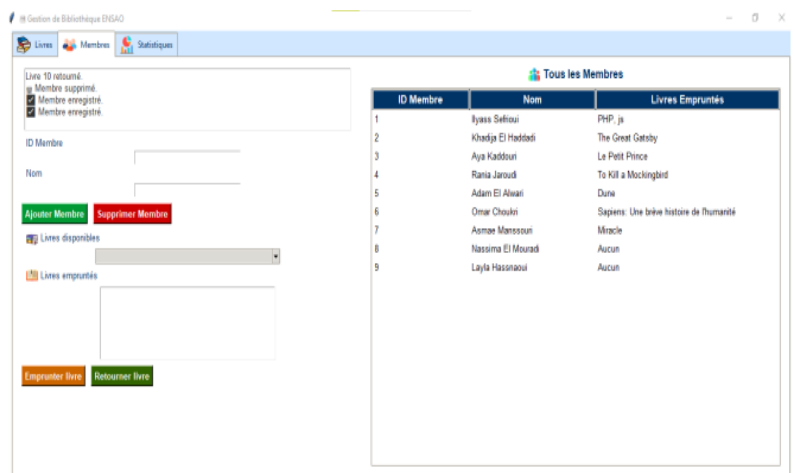 Gestion de Bibliothèque ENSAO
Livres Membres Statistiques
Livre 10 retourné.
Membre supprimé.
Membre enregistré.
Membre enregistré.
ID Membre
Nom
Ajouter Membre Supprimer Membre
Livres disponibles
Livres empruntés
Emprunter livre Retourner livre
Tous les Membres
ID Membre Nom Livres Empruntés
1 Ilyass Sefrioui PHP, js
2 Khadija El Haddadi The Great Gatsby
3 Aya Kaddouri Le Petit Prince
4 Rania Jaroudi To Kill a Mockingbird
5 Adam El Alwari Dune
6 Omar Choukri Sapiens: Une brève histoire de l'humanité
7 Asmae Manssouri Miracle
8 Nassima El Mouradi Aucun
9 Layla Hassnaoui Aucun